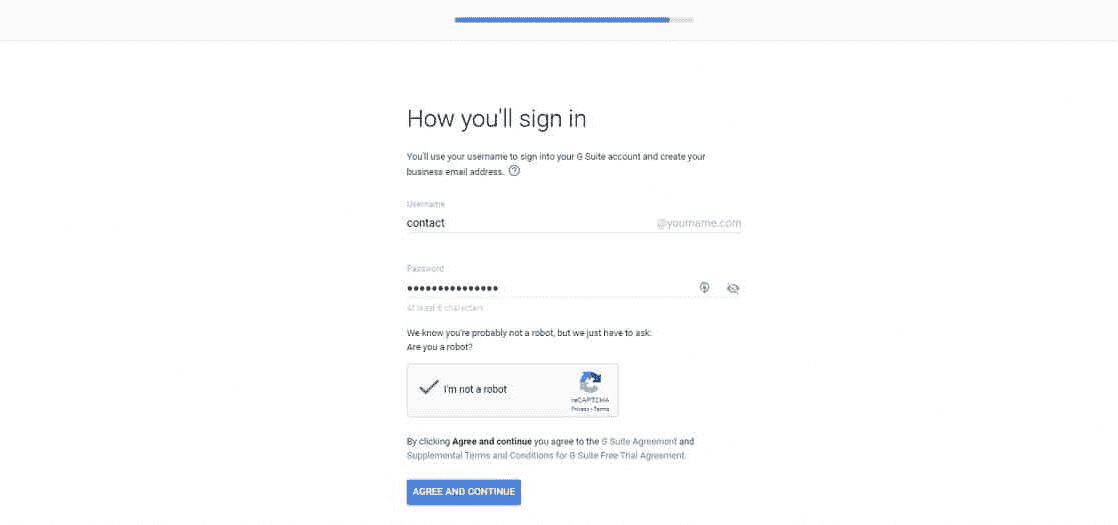 How you'll sign in
You'll use your username to sign into your G Suite account and create your
business email address.
Username
contact @yourname.com
Password
●●●●●●●●●●●●●●●
At least 6 characters
We know you're probably not a robot, but we just have to ask:
Are you a robot?
I'm not a robot
reCAPTCHA
Privacy - Terms
By clicking Agree and continue you agree to the G Suite Agreement and
Supplemental Terms and Conditions for G Suite Free Trial Agreement.
AGREE AND CONTINUE